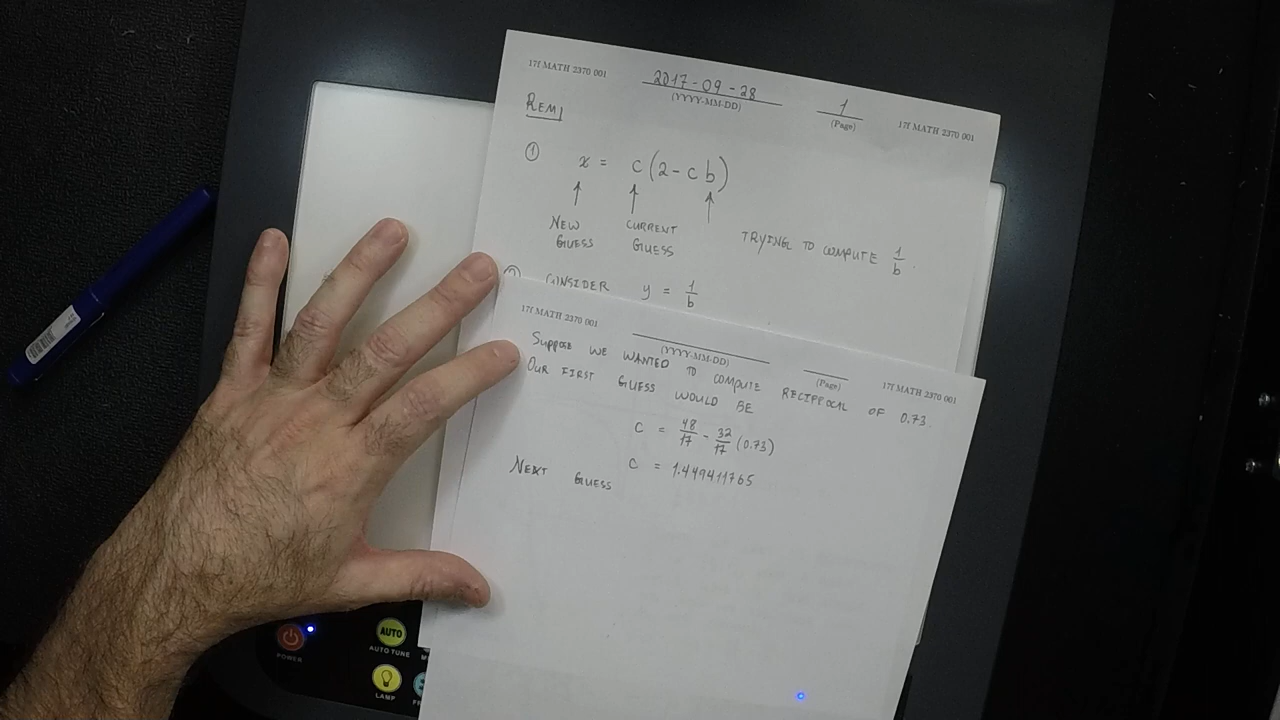 17f MATH 2370 001
2017-09-28
(YYYY-MM-DD)
1
(Page)
17f MATH 2370 001
REM
① x = c(2-cb)
NEW GUESS
CURRENT GUESS
TRYING TO COMPUTE 1/b
CONSIDER y = 1/b
17f MATH 2370 001
(YYYY-MM-DD)
(Page)
17f MATH 2370 001
SUPPOSE WE WANTED TO COMPUTE RECIPROCAL OF 0.73.
OUR FIRST GUESS WOULD BE
c = 48/17 - 32/17 (0.73)
c = 1.449411765
NEXT GUESS
POWER
AUTO
AUTO TUNE
LAMP